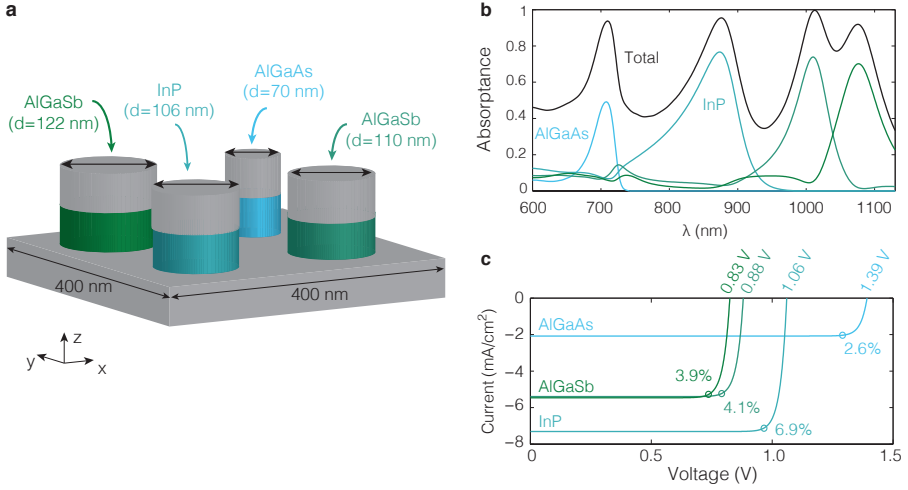 a
AlGaSb
(d=122 nm)
InP
(d=106 nm)
AlGaAs
(d=70 nm)
AlGaSb
(d=110 nm)
400 nm
400 nm
z
y
x
b
1
0.8
0.6
0.4
0.2
0
Absorptance
Total
InP
AlGaAs
600
700
800
900
1000
1100
λ (nm)
c
0.83 V
0.88 V
1.06 V
1.39 V
0
−2
−4
−6
−8
Current (mA/cm²)
AlGaAs
2.6%
3.9%
AlGaSb
4.1%
InP
6.9%
0
0.5
1.0
1.5
Voltage (V)